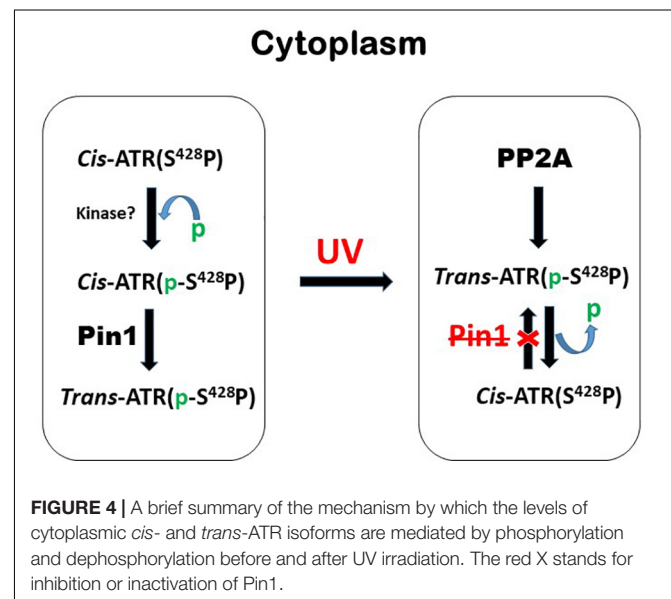 Cytoplasm
Cis-ATR(S⁴²⁸P)
Kinase?
p
Cis-ATR(p-S⁴²⁸P)
Pin1
Trans-ATR(p-S⁴²⁸P)
UV
PP2A
Trans-ATR(p-S⁴²⁸P)
Pin1
p
Cis-ATR(S⁴²⁸P)
FIGURE 4 | A brief summary of the mechanism by which the levels of
cytoplasmic cis- and trans-ATR isoforms are mediated by phosphorylation
and dephosphorylation before and after UV irradiation. The red X stands for
inhibition or inactivation of Pin1.